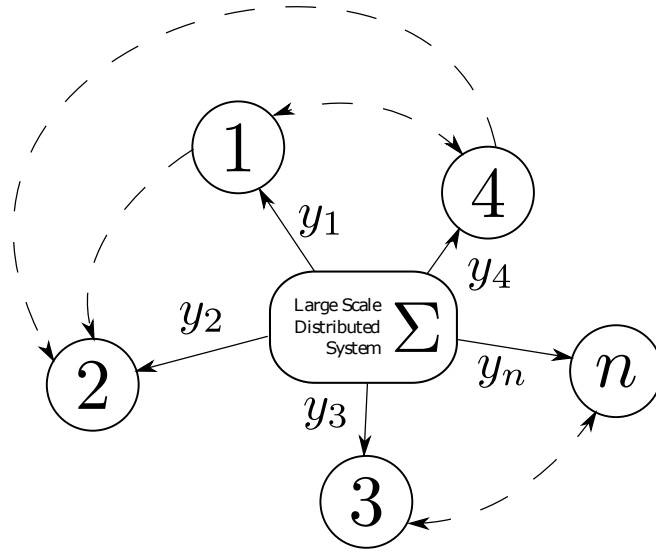 1
4
y₁
y₄
Large Scale
Distributed
System
Σ
y₂
yₙ
n
2
y₃
3